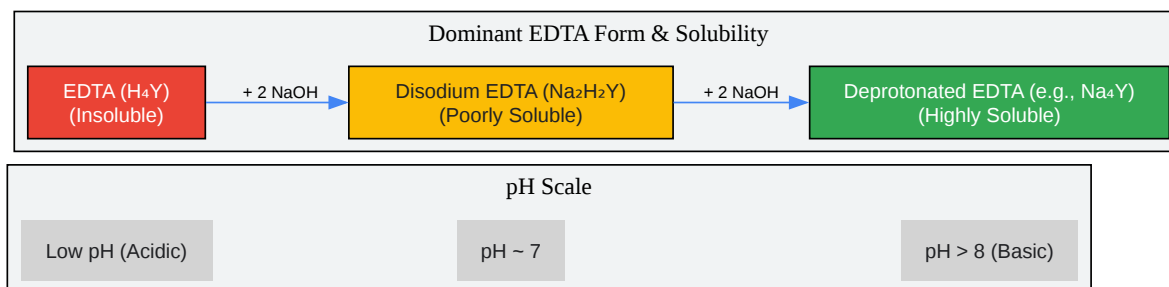 Dominant EDTA Form & Solubility
EDTA (H₄Y)
(Insoluble)
+ 2 NaOH
Disodium EDTA (Na₂H₂Y)
(Poorly Soluble)
+ 2 NaOH
Deprotonated EDTA (e.g., Na₄Y)
(Highly Soluble)
pH Scale
Low pH (Acidic)
pH ~ 7
pH > 8 (Basic)